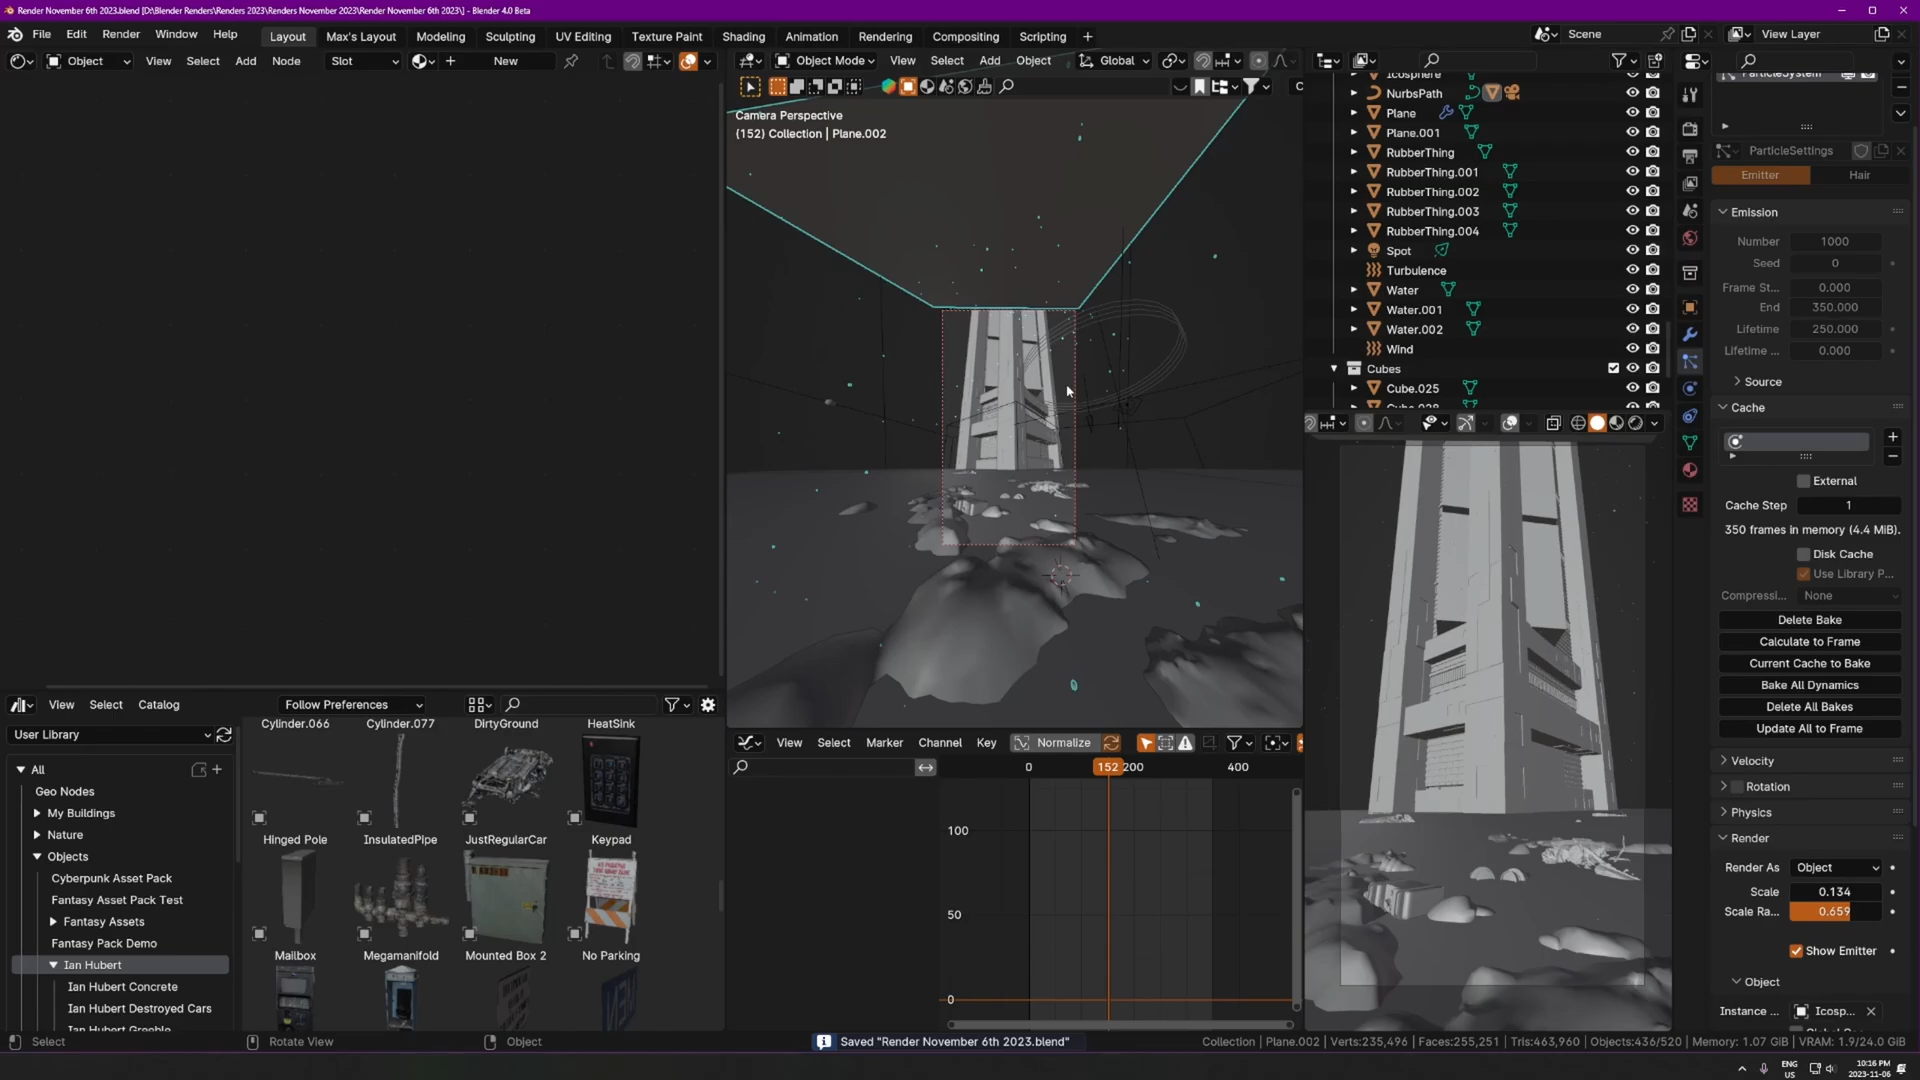 Render November 6th 2023.blend [D:\Blender Renders\Renders 2023\Renders November 2023\Render November 6th 2023\] - Blender 4.0 Beta
File Edit Render Window Help Layout Max's Layout Modeling Sculpting UV Editing Texture Paint Shading Animation Rendering Compositing Scripting + Scene View Layer
Object View Select Add Node Slot New
Object Mode View Select Add Object Global
Camera Perspective
(152) Collection | Plane.002
NurbsPath
Plane
Plane.001
RubberThing
RubberThing.001
RubberThing.002
RubberThing.003
RubberThing.004
Spot
Turbulence
Water
Water.001
Water.002
Wind
Cubes
Cube.025
ParticleSettings
Emitter Hair
Emission
Number 1000
Seed 0
Frame St... 0.000
End 350.000
Lifetime 250.000
Lifetime ... 0.000
Source
Cache
External
Cache Step 1
350 frames in memory (4.4 MiB).
Disk Cache
Use Library P...
Compressi... None
Delete Bake
Calculate to Frame
Current Cache to Bake
Bake All Dynamics
Delete All Bakes
Update All to Frame
Velocity
Rotation
Physics
Render
Render As Object
Scale 0.134
Scale Ra... 0.659
Show Emitter
Object
Instance ... Icosp...
View Select Catalog Follow Preferences
User Library
All
Geo Nodes
My Buildings
Nature
Objects
Cyberpunk Asset Pack
Fantasy Asset Pack Test
Fantasy Assets
Fantasy Pack Demo
Ian Hubert
Ian Hubert Concrete
Ian Hubert Destroyed Cars
Ian Hubert Greeble
Cylinder.066 Cylinder.077 DirtyGround HeatSink
Hinged Pole InsulatedPipe JustRegularCar Keypad
Mailbox Megamanifold Mounted Box 2 No Parking
View Select Marker Channel Key Normalize
0 152 200 400
100
50
0
Select Rotate View Object Saved "Render November 6th 2023.blend" Collection | Plane.002 | Verts:235,496 | Faces:255,251 | Tris:463,960 | Objects:436/520 | Memory: 1.07 GiB | VRAM: 1.9/24.0 GiB
ENG
US
10:16 PM
2023-11-06